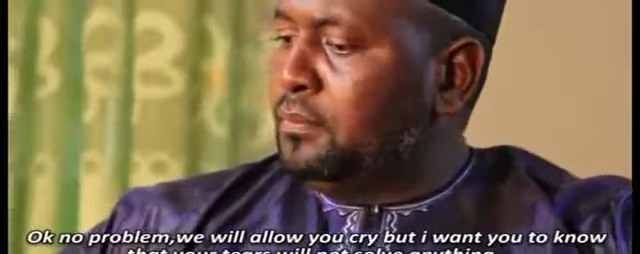 Ok no problem,we will allow you cry but i want you to know
that your tears will not solve anything